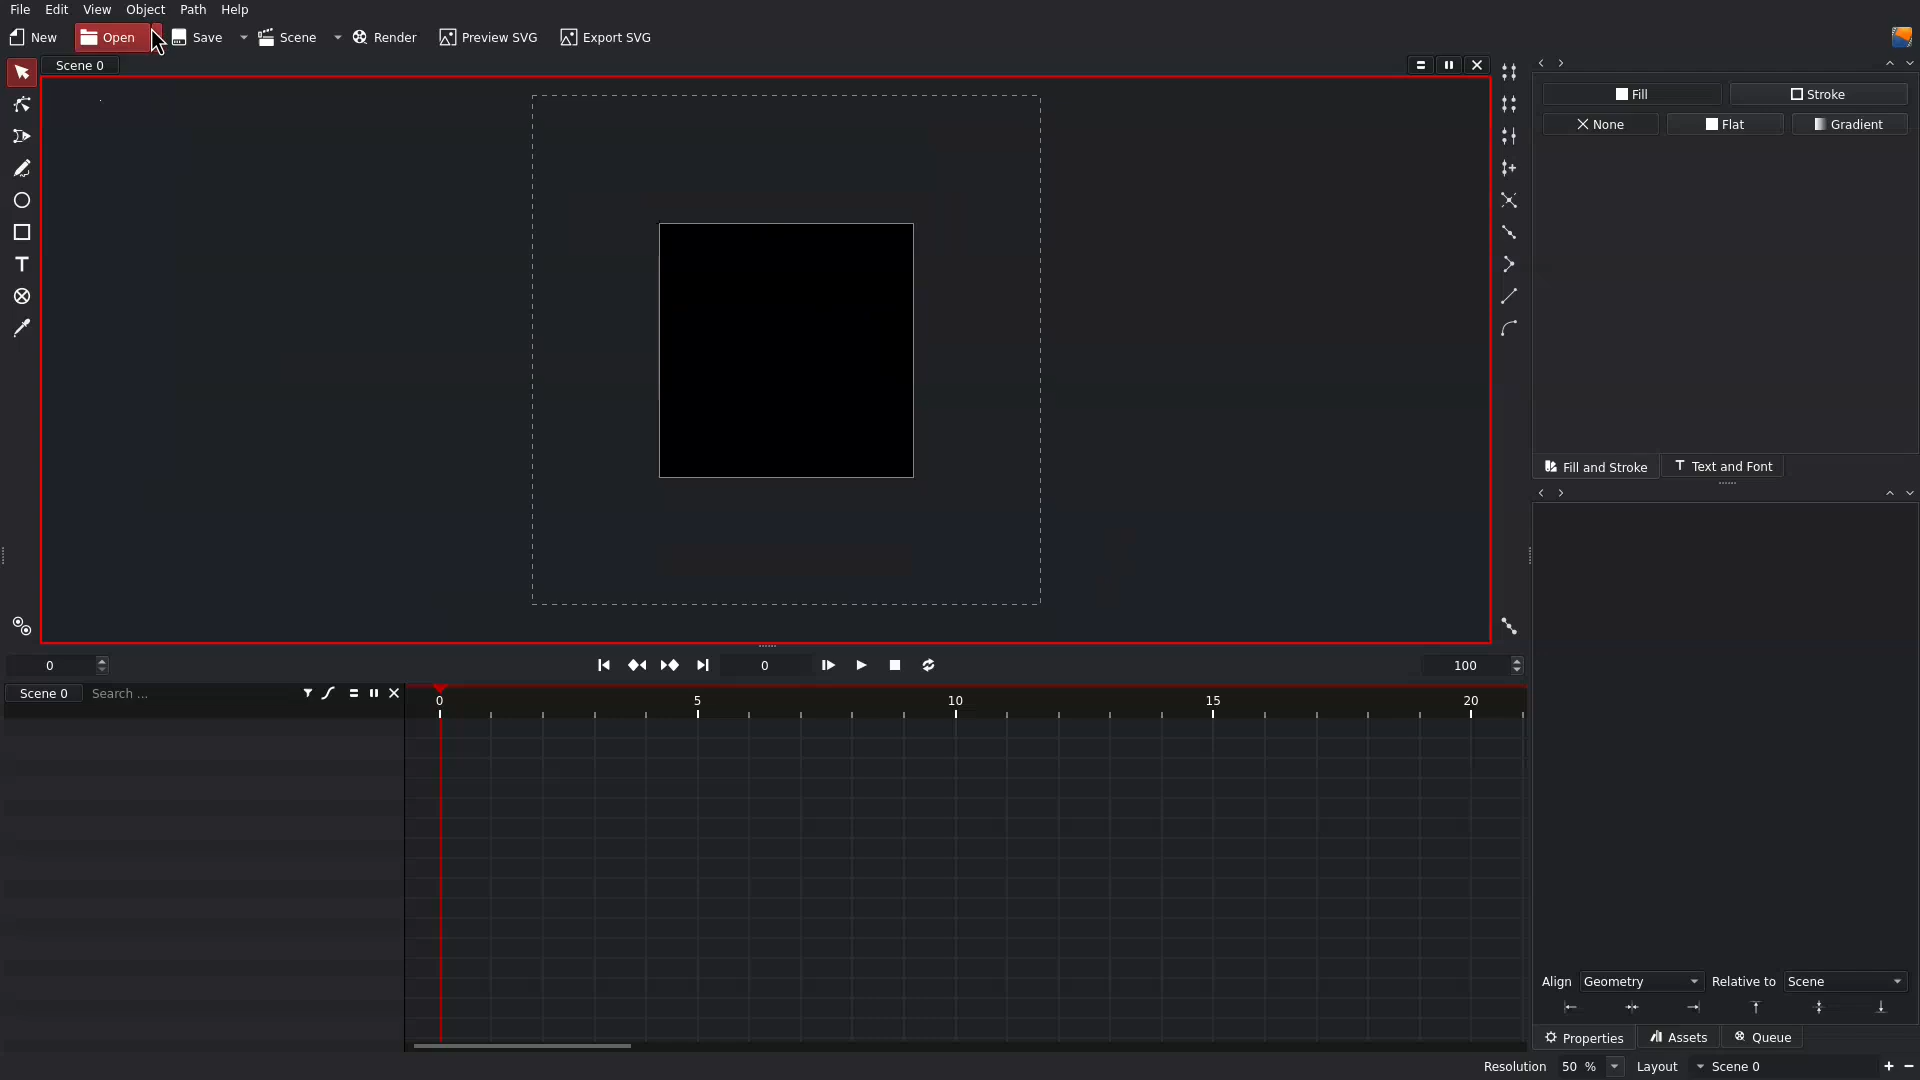 File Edit View Object Path Help
New Open Save Scene Render Preview SVG Export SVG
Scene 0
Fill Stroke
None Flat Gradient
Fill and Stroke Text and Font
0 0 100
Scene 0 Search ... 0 5 10 15 20
Align Geometry Relative to Scene
Properties Assets Queue
Resolution 50 % Layout Scene 0